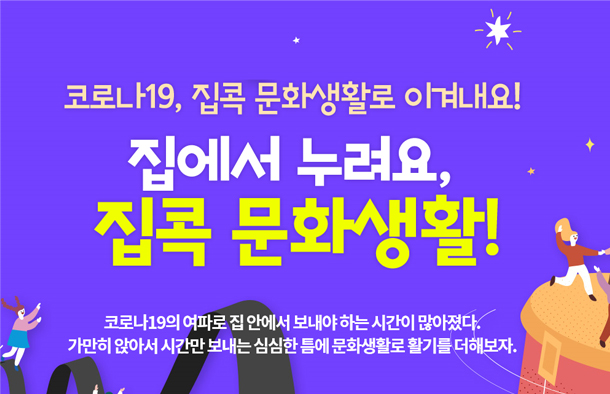 코로나19, 집콕 문화생활로 이겨내요!
집에서 누려요,
집콕 문화생활!
코로나19의 여파로 집 안에서 보내야 하는 시간이 많아졌다.
가만히 앉아서 시간만 보내는 심심한 틈에 문화생활로 활기를 더해보자.